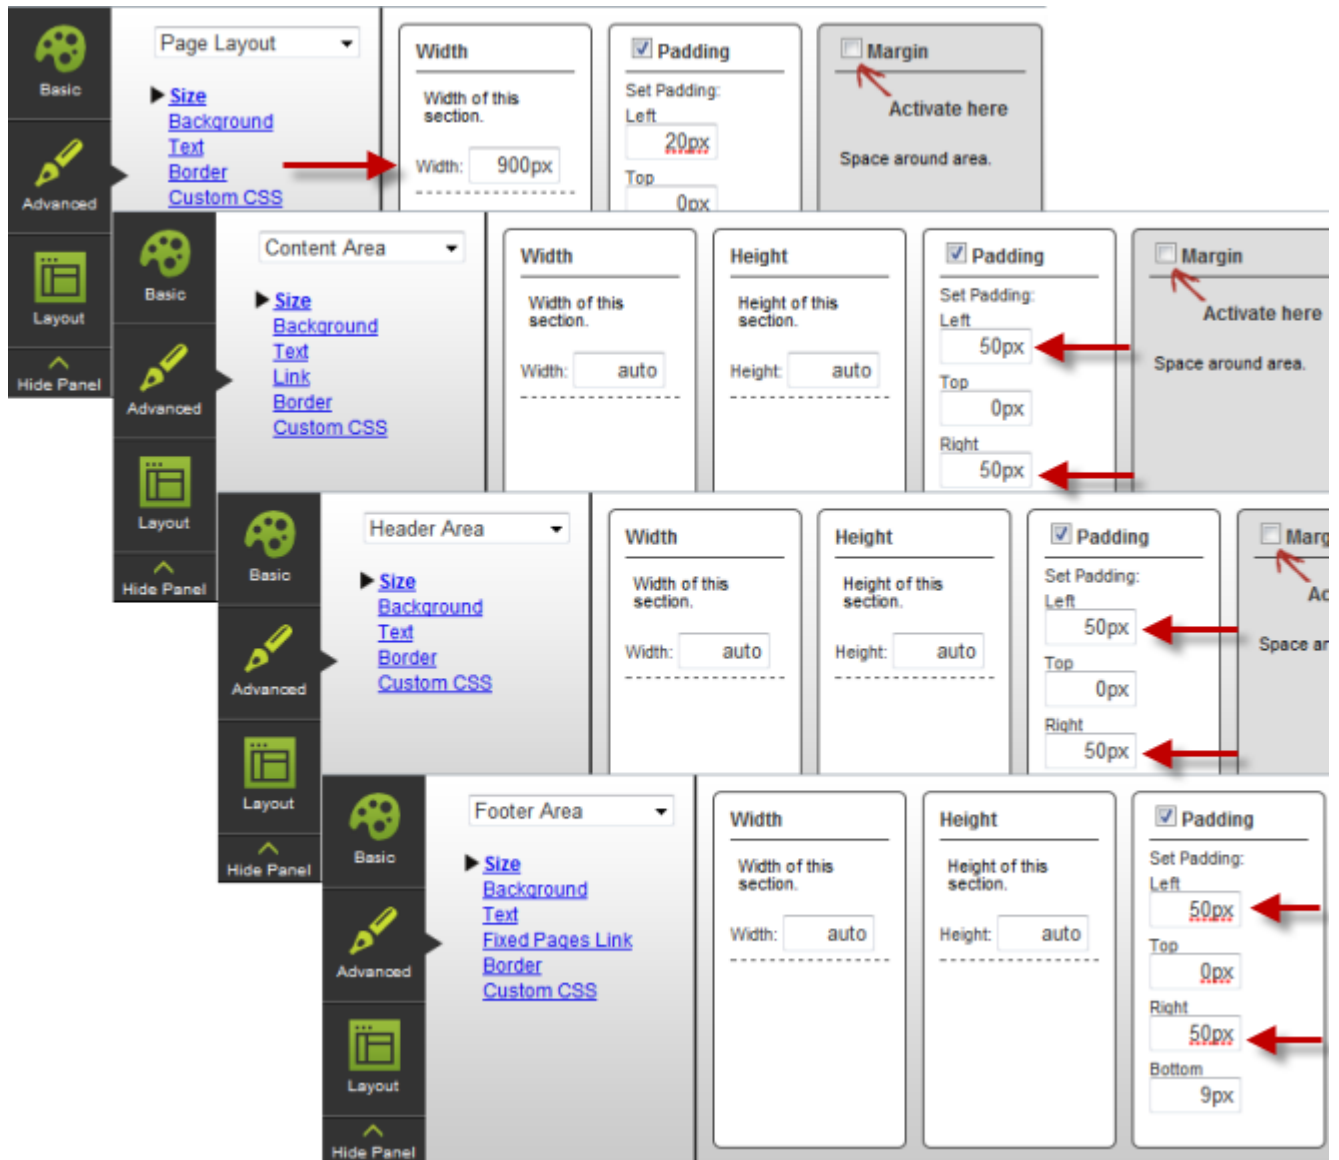 Basic
Advanced
Layout
Hide Panel
Page Layout
Size
Background
Text
Border
Custom CSS
Width
Width of this
section.
Width: 900px
Padding
Set Padding:
Left
20px
Top
0px
Margin
Activate here
Space around area.
Basic
Advanced
Layout
Hide Panel
Content Area
Size
Background
Text
Link
Border
Custom CSS
Width
Width of this
section.
Width: auto
Height
Height of this
section.
Height: auto
Padding
Set Padding:
Left
50px
Top
0px
Right
50px
Margin
Activate here
Space around area.
Basic
Advanced
Layout
Hide Panel
Header Area
Size
Background
Text
Border
Custom CSS
Width
Width of this
section.
Width: auto
Height
Height of this
section.
Height: auto
Padding
Set Padding:
Left
50px
Top
0px
Right
50px
Marg
Ac
Space ar
Basic
Advanced
Layout
Hide Panel
Footer Area
Size
Background
Text
Fixed Pages Link
Border
Custom CSS
Width
Width of this
section.
Width: auto
Height
Height of this
section.
Height: auto
Padding
Set Padding:
Left
50px
Top
0px
Right
50px
Bottom
9px